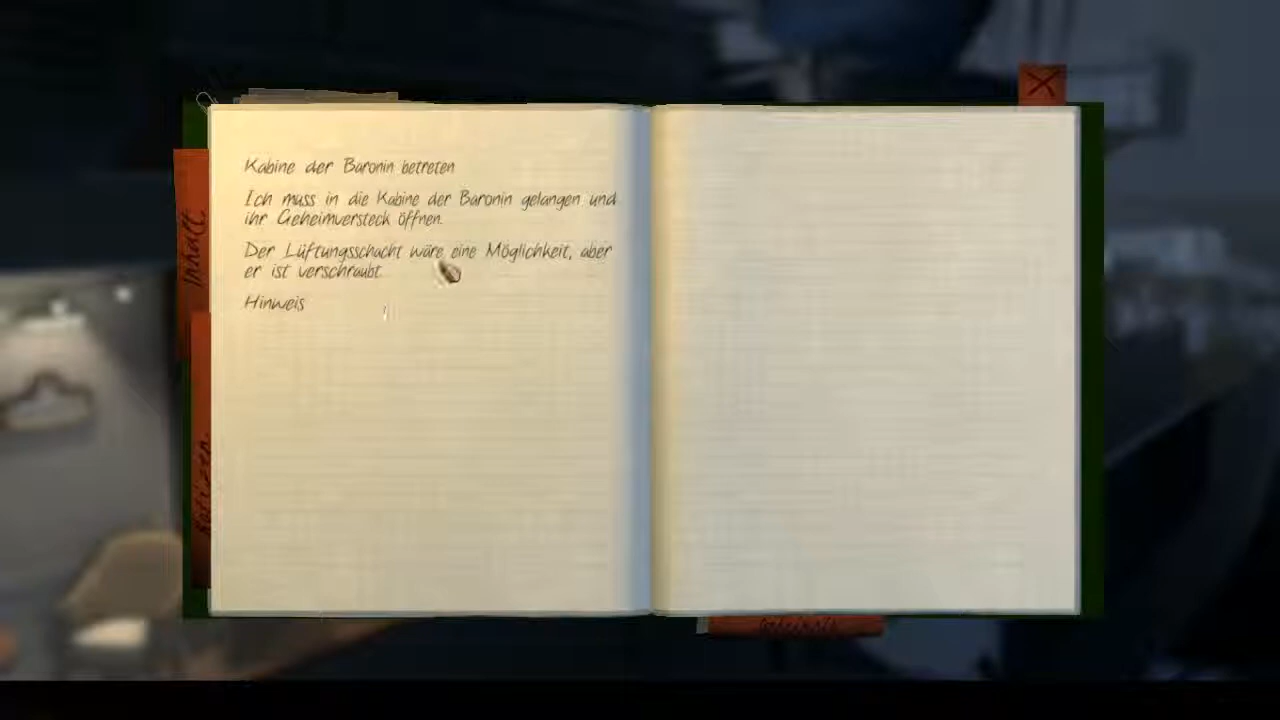 Kabine der Baronin betreten
Ich muss in die Kabine der Baronin gelangen und
ihr Geheimversteck öffnen.
Der Lüftungsschacht wäre eine Möglichkeit, aber
er ist verschraubt.
Hinweis
Inhalt.
Notizen.